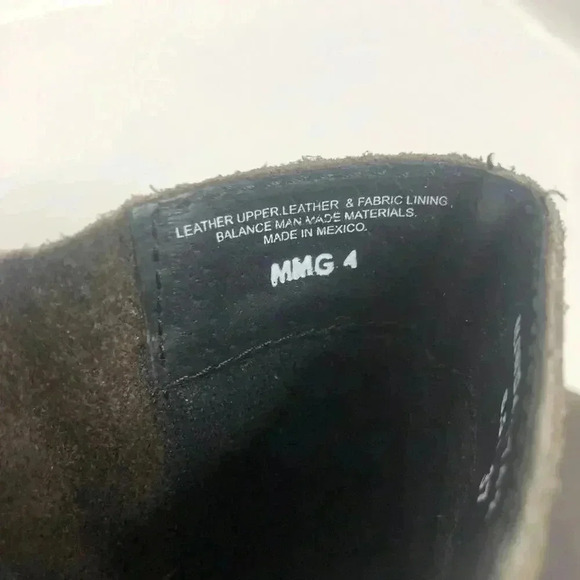 LEATHER UPPER.LEATHER & FABRIC LINING
BALANCE MAN MADE MATERIALS.
MADE IN MEXICO.
MMG 4